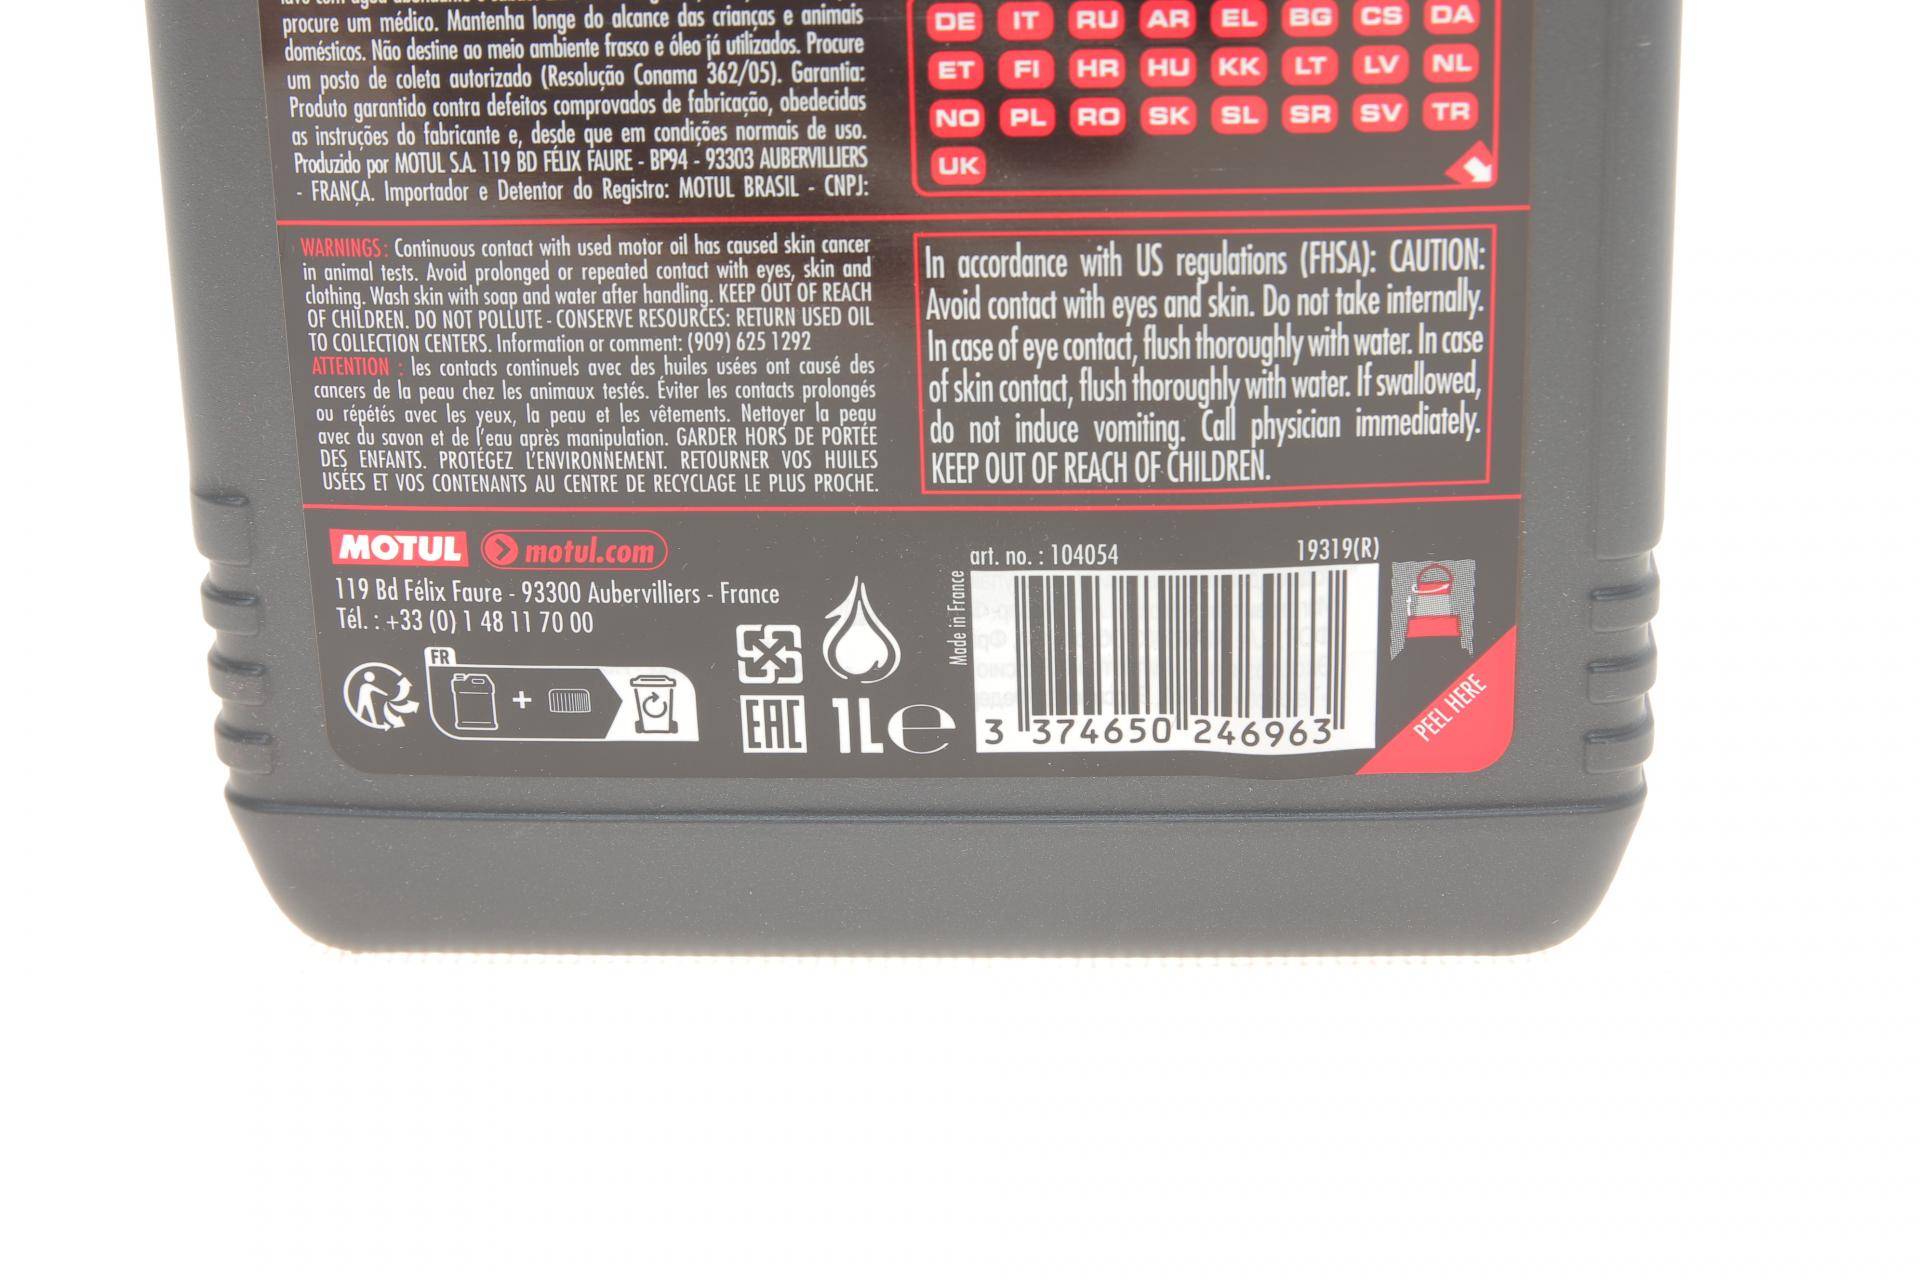 procure um médico. Mantenha longe do alcance das crianças e animais
domésticos. Não destine ao meio ambiente frasco e óleo já utilizados. Procure
um posto de coleta autorizado (Resolução Conama 362/05). Garantia:
Produto garantido contra defeitos comprovados de fabricação, obedecidas
as instruções do fabricante e, desde que em condições normais de uso.
Produzido por MOTUL S.A. 119 BD FÉLIX FAURE - BP94 - 93303 AUBERVILLIERS
- FRANÇA. Importador e Detentor do Registro: MOTUL BRASIL - CNPJ:
DE IT RU AR EL BG CS DA
ET FI HR HU KK LT LV NL
NO PL RO SK SL SR SV TR
UK
WARNINGS: Continuous contact with used motor oil has caused skin cancer
in animal tests. Avoid prolonged or repeated contact with eyes, skin and
clothing. Wash skin with soap and water after handling. KEEP OUT OF REACH
OF CHILDREN. DO NOT POLLUTE - CONSERVE RESOURCES: RETURN USED OIL
TO COLLECTION CENTERS. Information or comment: (909) 625 1292
ATTENTION : les contacts continuels avec des huiles usées ont causé des
cancers de la peau chez les animaux testés. Éviter les contacts prolongés
ou répétés avec les yeux, la peau et les vêtements. Nettoyer la peau
avec du savon et de l'eau après manipulation. GARDER HORS DE PORTÉE
DES ENFANTS. PROTÉGEZ L'ENVIRONNEMENT. RETOURNER VOS HUILES
USÉES ET VOS CONTENANTS AU CENTRE DE RECYCLAGE LE PLUS PROCHE.
In accordance with US regulations (FHSA): CAUTION:
Avoid contact with eyes and skin. Do not take internally.
In case of eye contact, flush thoroughly with water. In case
of skin contact, flush thoroughly with water. If swallowed,
do not induce vomiting. Call physician immediately.
KEEP OUT OF REACH OF CHILDREN.
MOTUL motul.com
119 Bd Félix Faure - 93300 Aubervilliers - France
Tél. : +33 (0) 1 48 11 70 00
FR
+
EAC
1L e
Made in France
art. no. : 104054 19319(R)
3 374650 246963
PEEL HERE